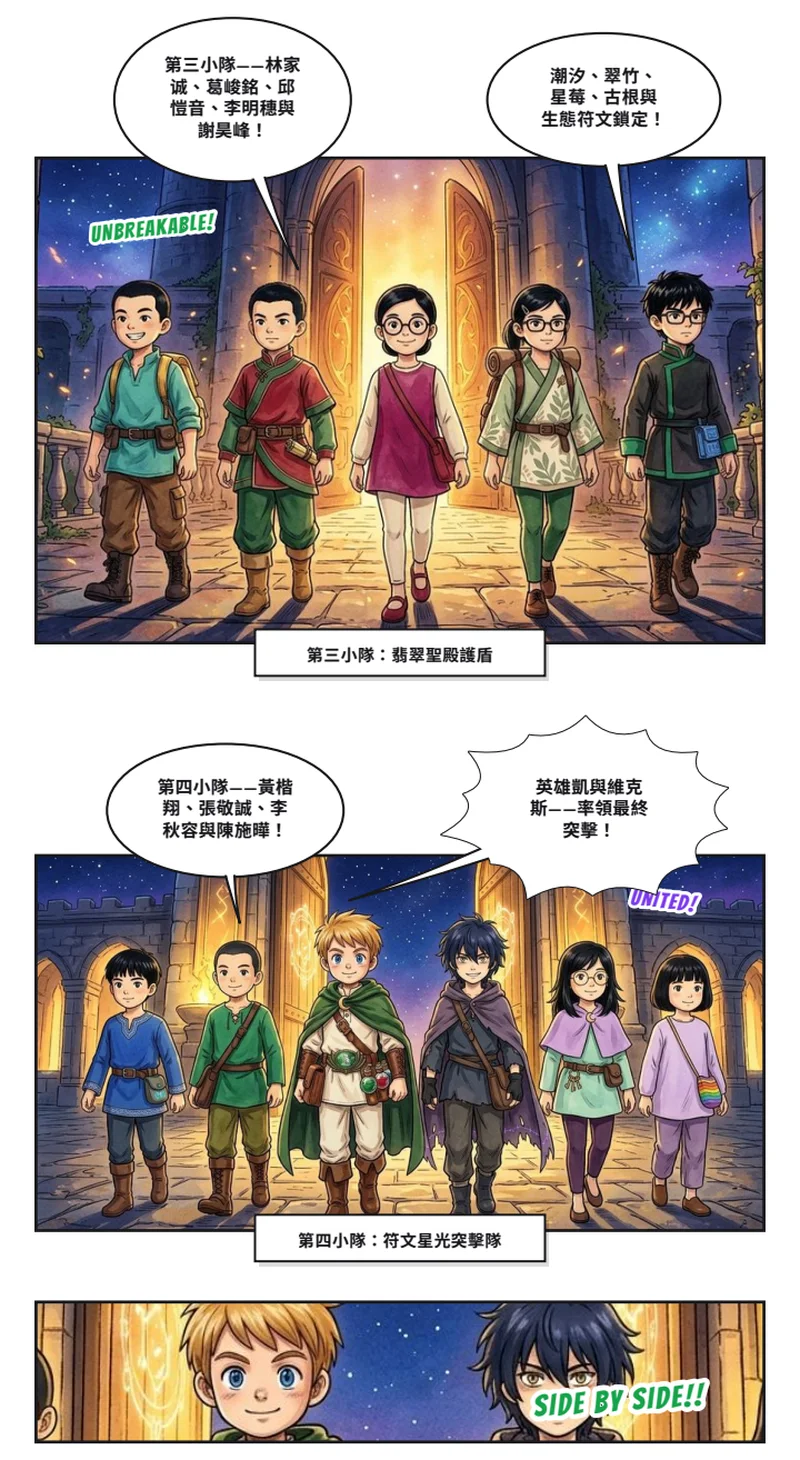 第三小隊——林家
诚、葛峻銘、邱
愷音、李明穗與
謝昊峰！
潮汐、翠竹、
星莓、古根與
生態符文鎖定！
UNBREAKABLE!
第三小隊：翡翠聖殿護盾
第四小隊——黃楷
翔、張敬誠、李
秋容與陳施曄！
英雄凱與維克
斯——率領最終
突擊！
UNITED!
第四小隊：符文星光突擊隊
SIDE BY SIDE!!